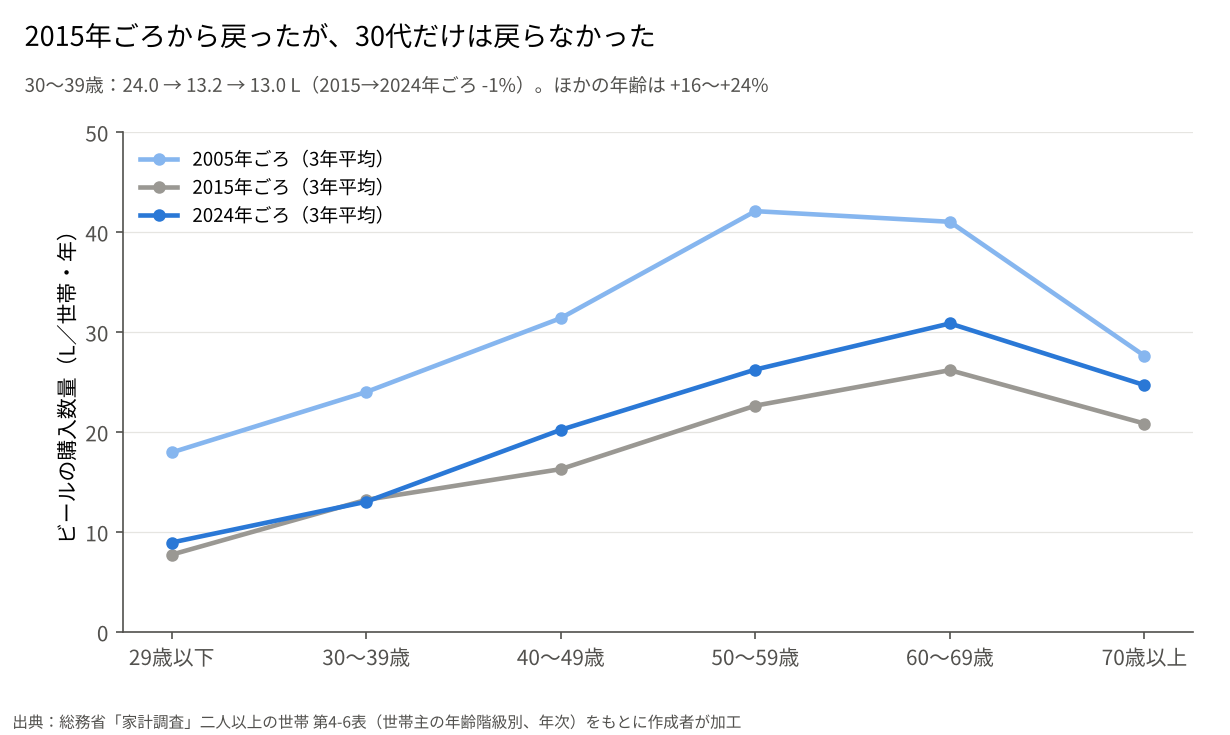 2015年ごろから戻ったが、30代だけは戻らなかった
30〜39歳：24.0 → 13.2 → 13.0 L（2015→2024年ごろ -1%）。ほかの年齢は +16〜+24%
50
40
30
20
10
0
ビールの購入数量（L／世帯・年）
2005年ごろ（3年平均）
2015年ごろ（3年平均）
2024年ごろ（3年平均）
29歳以下
30〜39歳
40〜49歳
50〜59歳
60〜69歳
70歳以上
出典：総務省「家計調査」二人以上の世帯 第4-6表（世帯主の年齢階級別、年次）をもとに作成者が加工